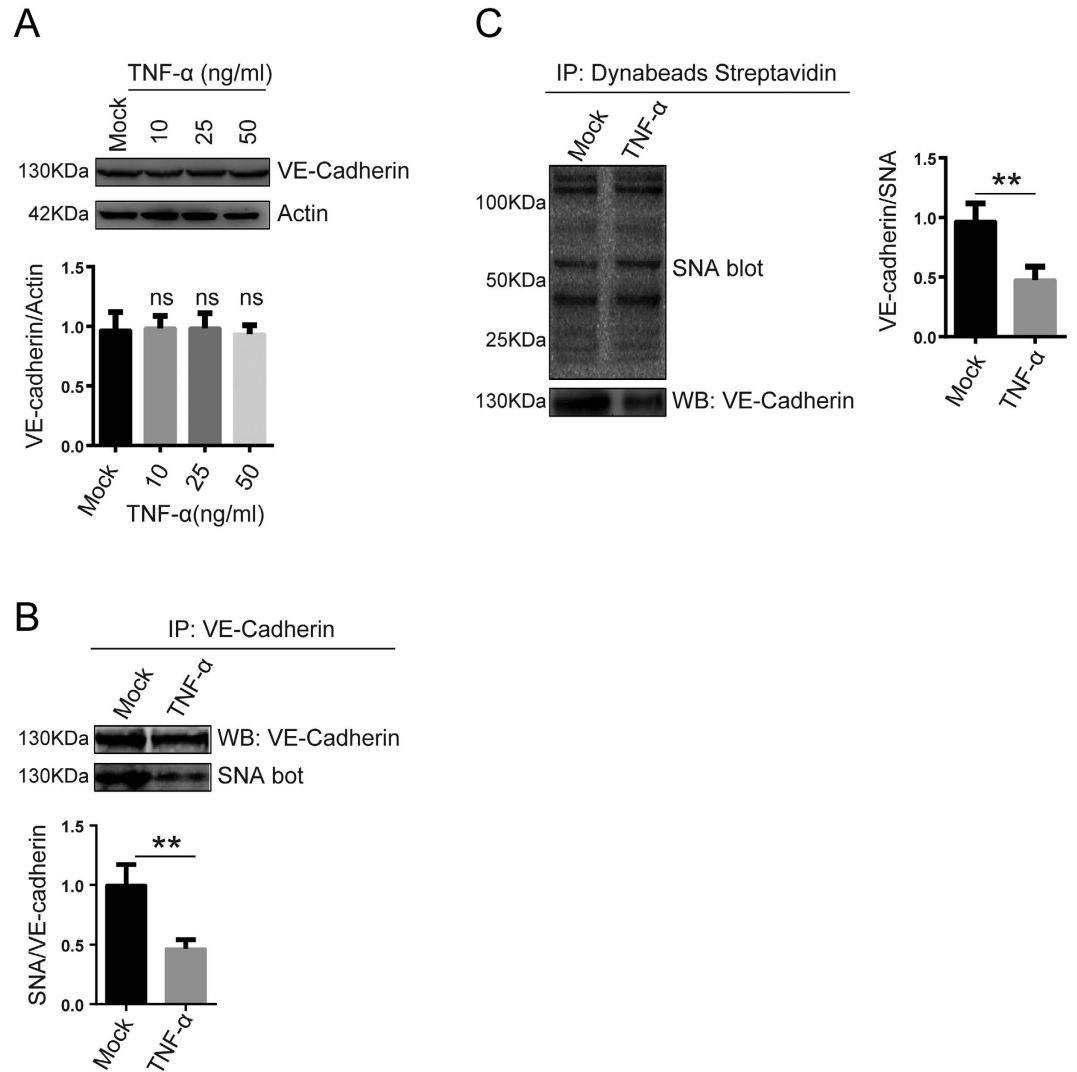 A
TNF-α (ng/ml)
Mock
10
25
50
130KDa
VE-Cadherin
42KDa
Actin
VE-cadherin/Actin
1.5
1.0
0.5
0.0
ns
ns
ns
Mock
10
25
50
TNF-α(ng/ml)
B
IP: VE-Cadherin
Mock
TNF-α
130KDa
WB: VE-Cadherin
130KDa
SNA bot
SNA/VE-cadherin
1.5
1.0
0.5
0.0
**
Mock
TNF-α
C
IP: Dynabeads Streptavidin
Mock
TNF-α
100KDa
50KDa
25KDa
SNA blot
130KDa
WB: VE-Cadherin
VE-cadherin/SNA
1.5
1.0
0.5
0.0
**
Mock
TNF-α